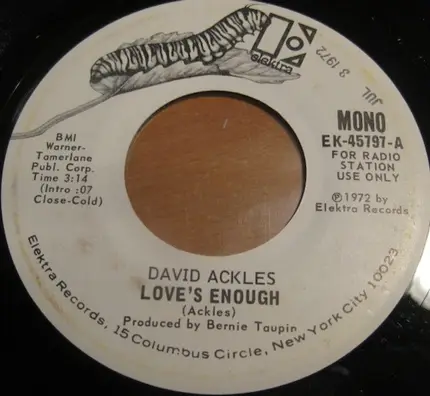 elektra
JUL 3 1972
BMI
Warner-
Tamerlane
Publ. Corp.
Time 3:14
(Intro :07
Close-Cold)
MONO
EK-45797-A
FOR RADIO
STATION
USE ONLY
℗1972 by
Elektra Records
DAVID ACKLES
LOVE'S ENOUGH
(Ackles)
Produced by Bernie Taupin
Elektra Records, 15 Columbus Circle, New York City 10023